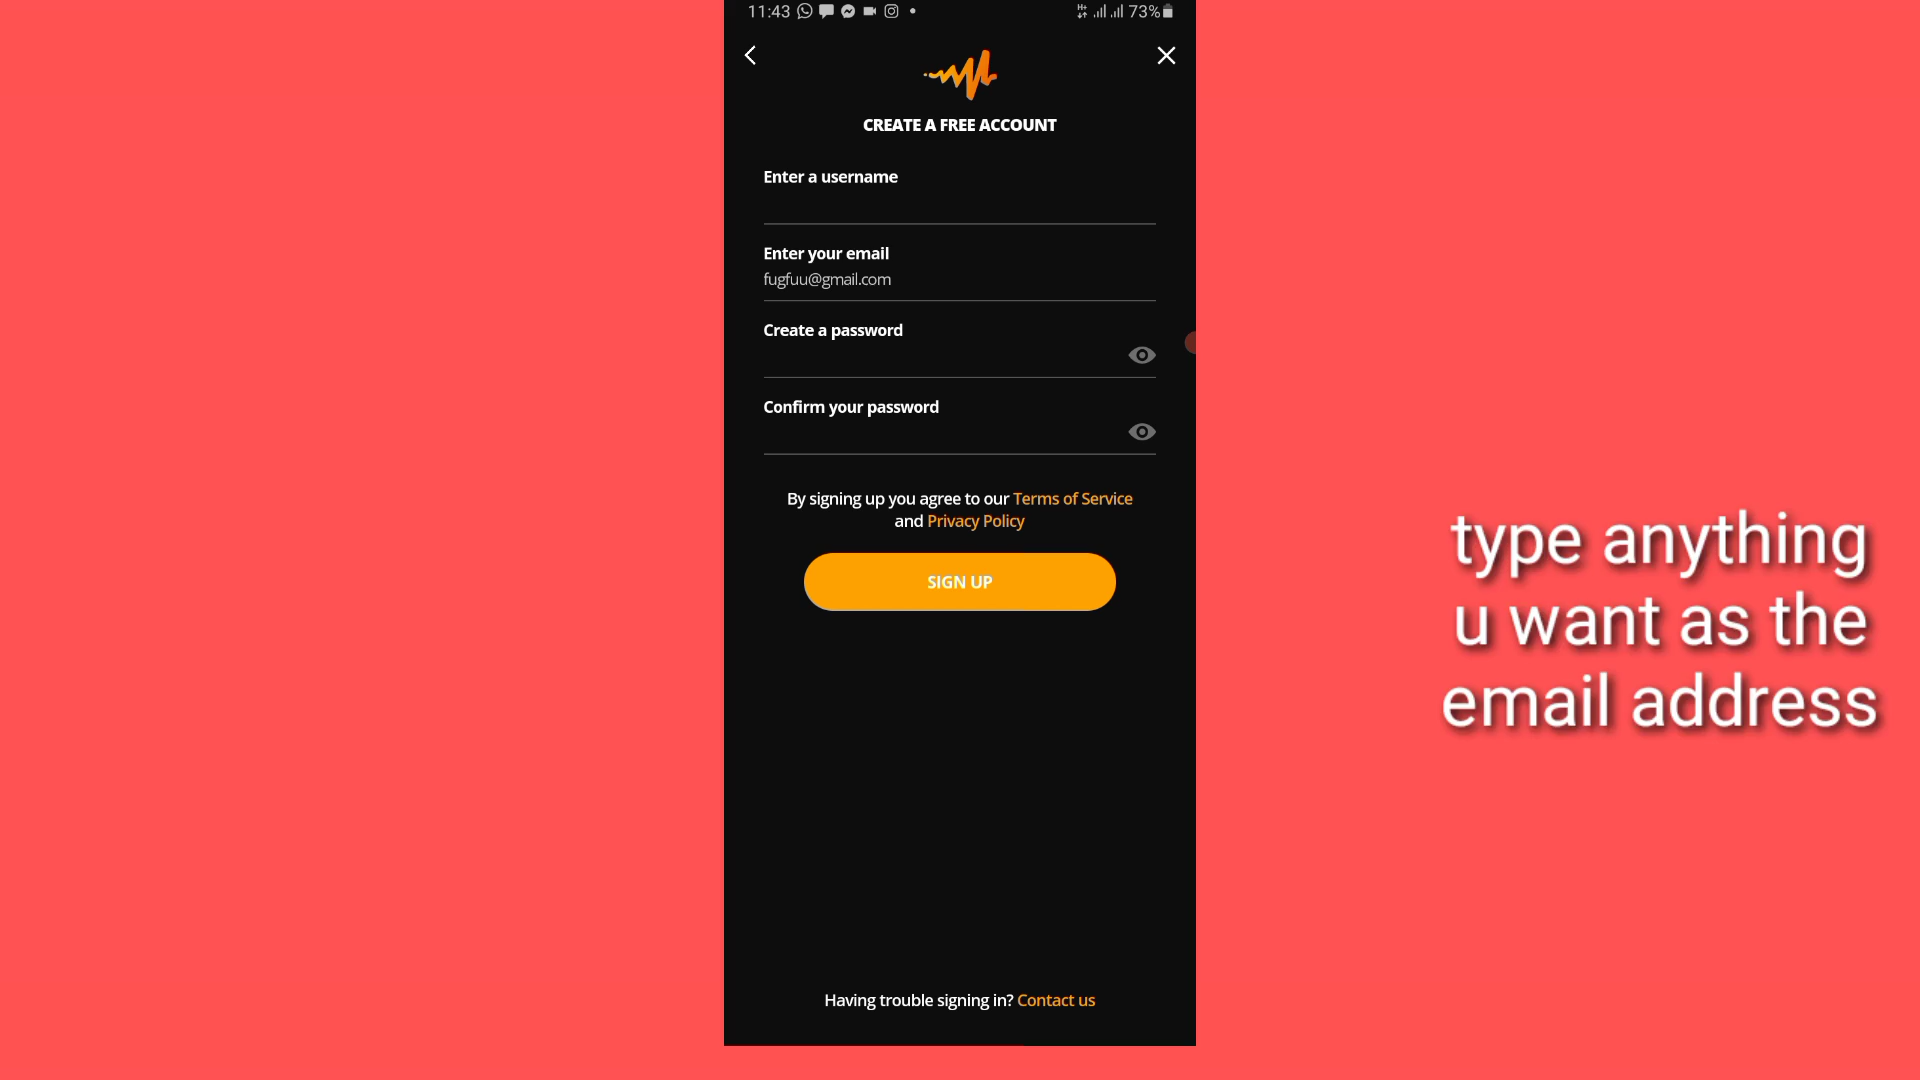 11:43
73%
CREATE A FREE ACCOUNT
Enter a username
Enter your email
fugfuu@gmail.com
Create a password
Confirm your password
By signing up you agree to our Terms of Service
and Privacy Policy
SIGN UP
Having trouble signing in? Contact us
type anything
u want as the
email address